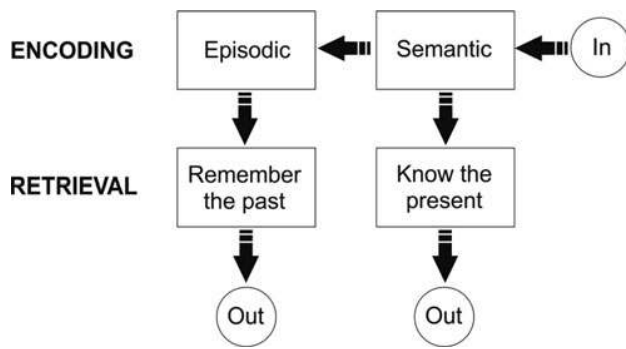 ENCODING
Episodic
Semantic
In
RETRIEVAL
Remember
the past
Know the
present
Out
Out